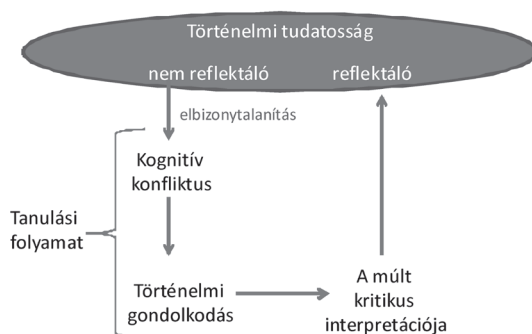 Történelmi tudatosság
nem reflektáló reflektáló
elbizonytalanítás
Kognitív
konfliktus
Tanulási
folyamat
Történelmi
gondolkodás
A múlt
kritikus
interpretációja